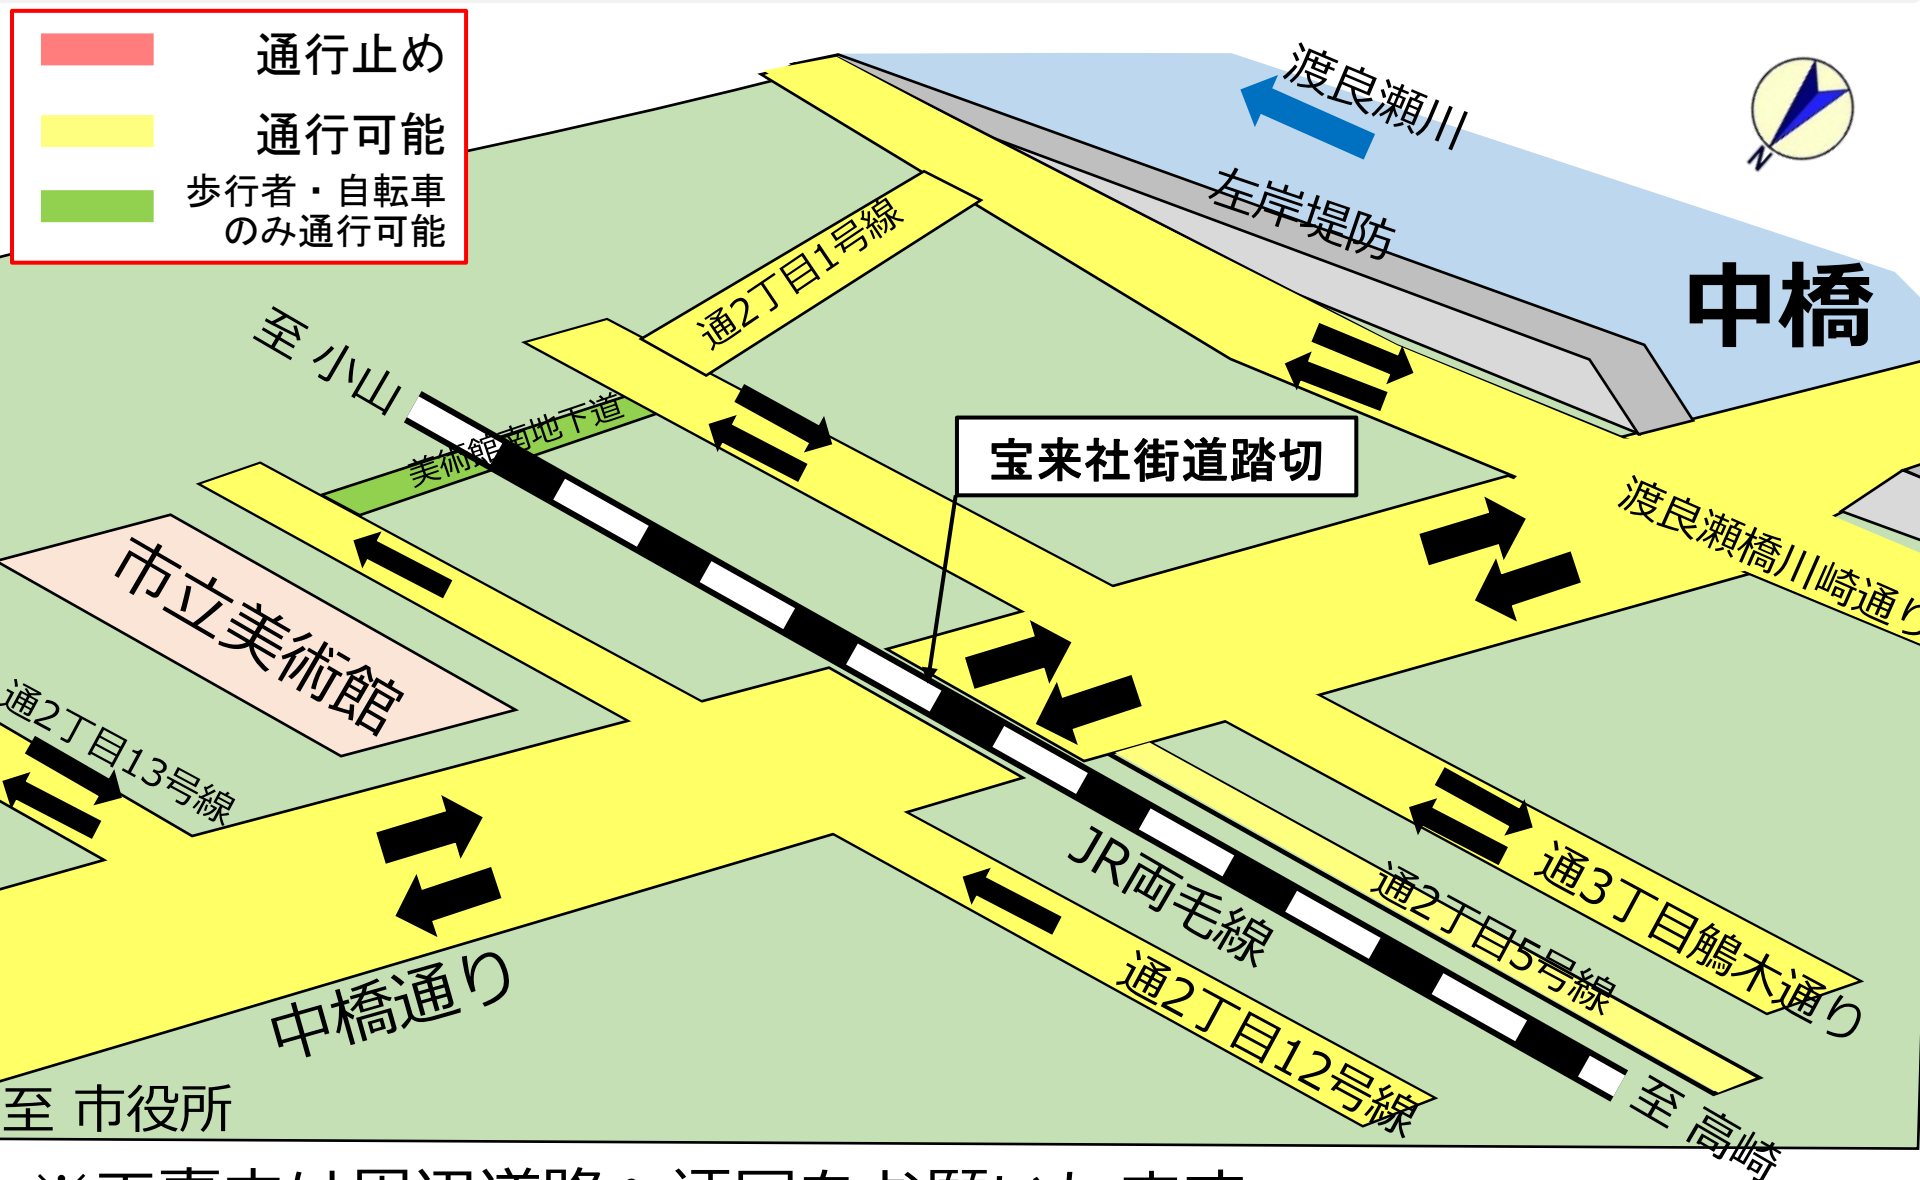 通行止め
通行可能
歩行者・自転車
のみ通行可能
渡良瀬川
N
左岸堤防
中橋
通2丁目1号線
至 小山
美術館南地下道
宝来社街道踏切
渡良瀬橋川崎通り
市立美術館
通2丁目13号線
JR両毛線
通2丁目5号線
通3丁目鵤木通り
中橋通り
通2丁目12号線
至 市役所
至 高崎